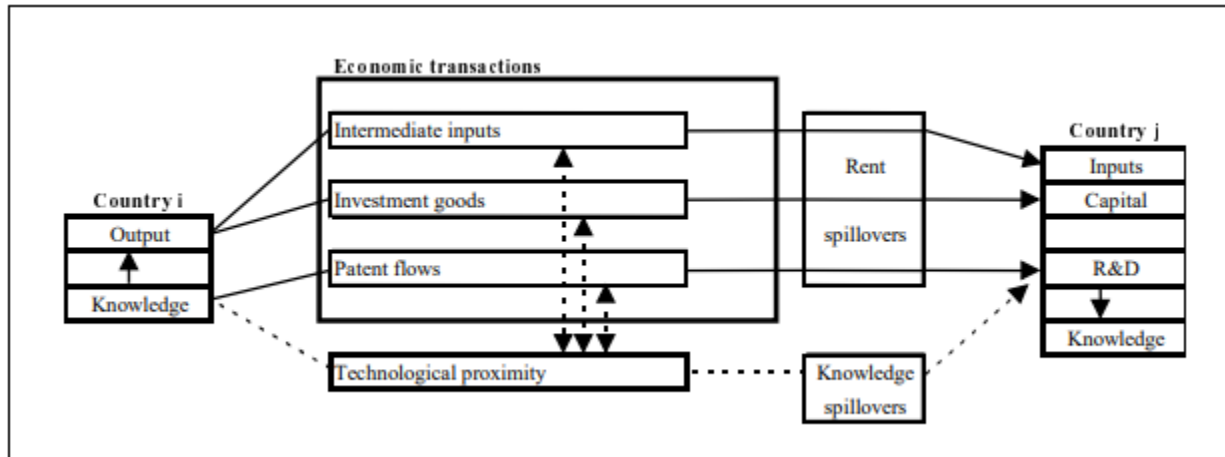 Economic transactions
Intermediate inputs
Investment goods
Patent flows
Technological proximity
Country i
Output
Knowledge
Rent
spillovers
Knowledge
spillovers
Country j
Inputs
Capital
R&D
Knowledge